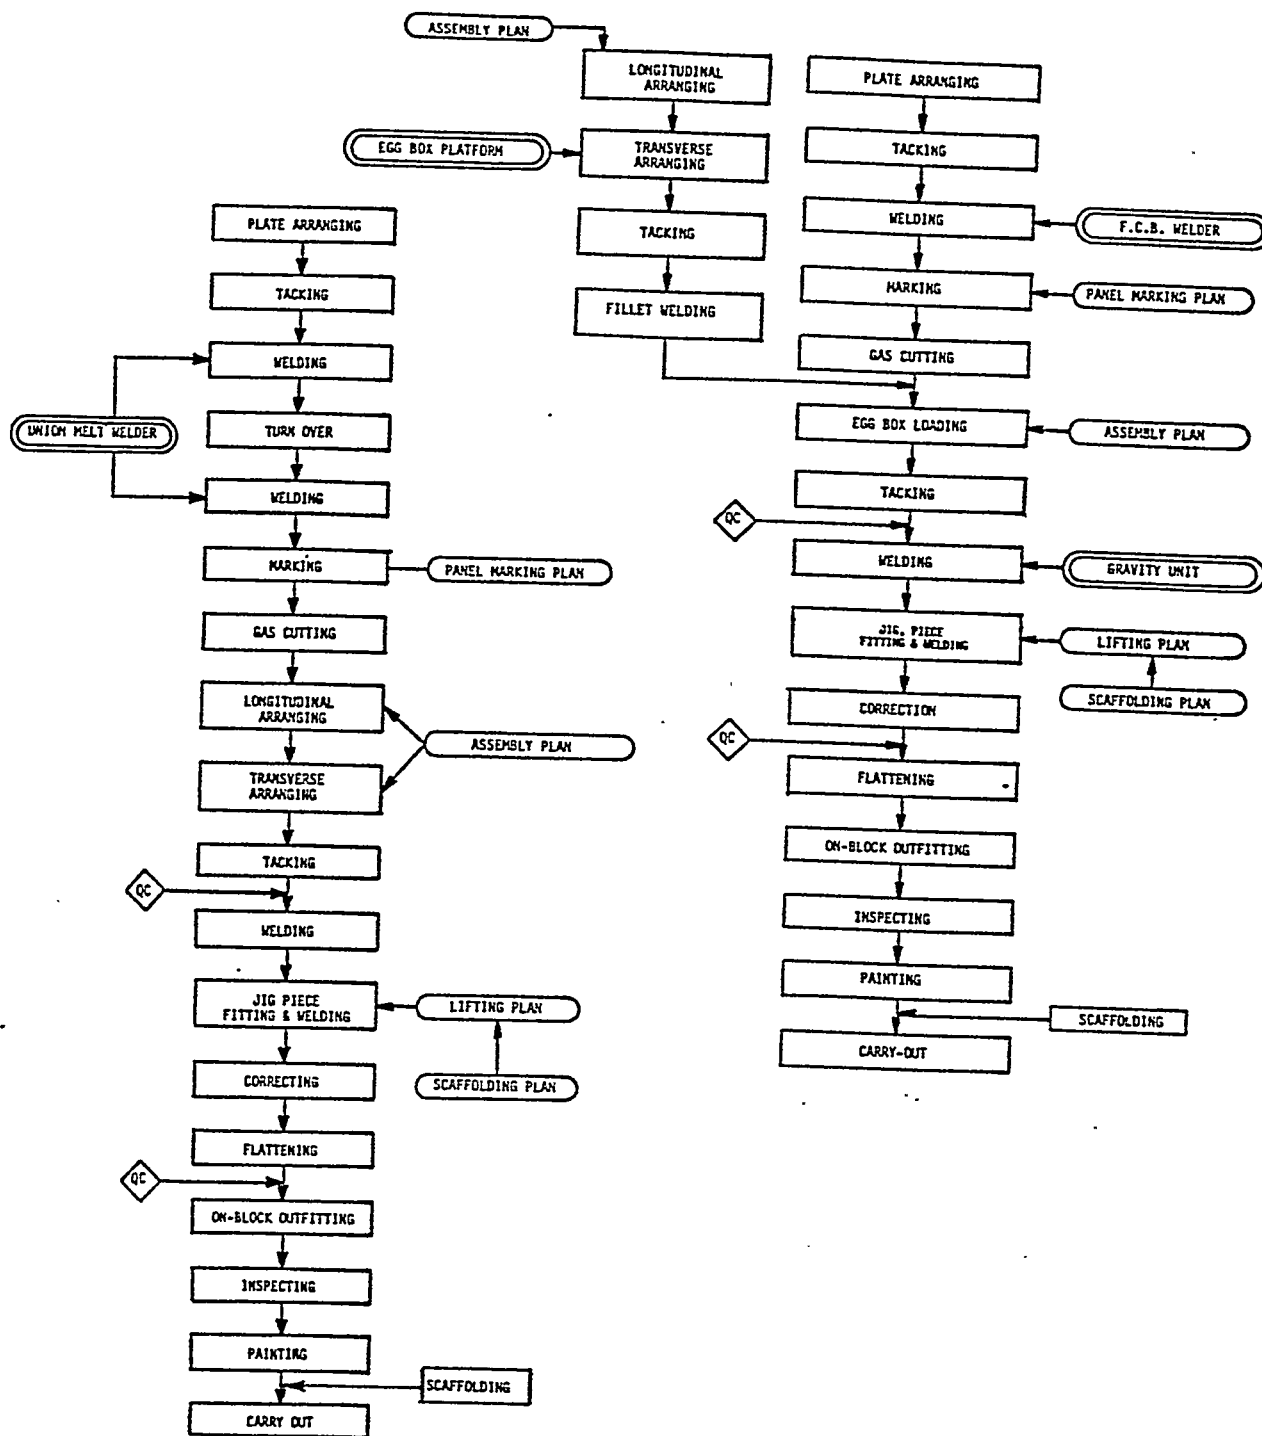 PLATE ARRANGING
TACKING
WELDING
UNION MELT WELDER
TURN OVER
WELDING
MARKING
PANEL MARKING PLAN
GAS CUTTING
LONGITUDINAL
ARRANGING
ASSEMBLY PLAN
TRANSVERSE
ARRANGING
TACKING
QC
WELDING
JIG PIECE
FITTING & WELDING
LIFTING PLAN
SCAFFOLDING PLAN
CORRECTING
FLATTENING
QC
ON-BLOCK OUTFITTING
INSPECTING
PAINTING
SCAFFOLDING
CARRY OUT
ASSEMBLY PLAN
LONGITUDINAL
ARRANGING
EGG BOX PLATFORM
TRANSVERSE
ARRANGING
TACKING
FILLET WELDING
PLATE ARRANGING
TACKING
WELDING
F.C.B. WELDER
MARKING
PANEL MARKING PLAN
GAS CUTTING
EGG BOX LOADING
ASSEMBLY PLAN
TACKING
QC
WELDING
GRAVITY UNIT
JIG, PIECE
FITTING & WELDING
LIFTING PLAN
SCAFFOLDING PLAN
CORRECTION
QC
FLATTENING
ON-BLOCK OUTFITTING
INSPECTING
PAINTING
SCAFFOLDING
CARRY-OUT